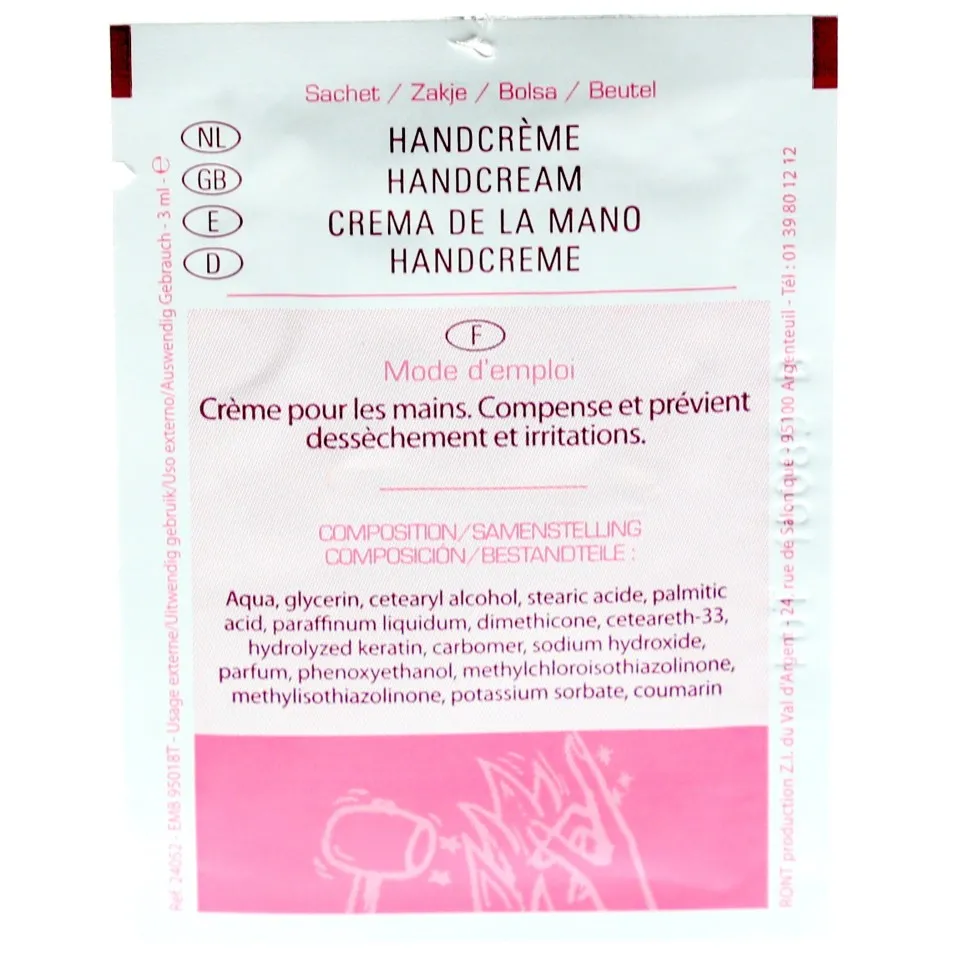 Sachet / Zakje / Bolsa / Beutel
NL HANDCRÈME
GB HANDCREAM
E CREMA DE LA MANO
D HANDCREME
F
Mode d'emploi
Crème pour les mains. Compense et prévient
dessèchement et irritations.
COMPOSITION/SAMENSTELLING
COMPOSICIÓN/BESTANDTEILE :
Aqua, glycerin, cetearyl alcohol, stearic acide, palmitic
acid, paraffinum liquidum, dimethicone, ceteareth-33,
hydrolyzed keratin, carbomer, sodium hydroxide,
parfum, phenoxyethanol, methylchloroisothiazolinone,
methylisothiazolinone, potassium sorbate, coumarin
Réf. 24052 - EMB 95018T - Usage externe/Uitwendig gebruik/Uso externo/Auswendig Gebrauch - 3 ml - ℮
RONT production Z.I. du Val d'Argent - 24, rue de Salonique - 95100 Argenteuil - Tél : 01 39 80 12 12